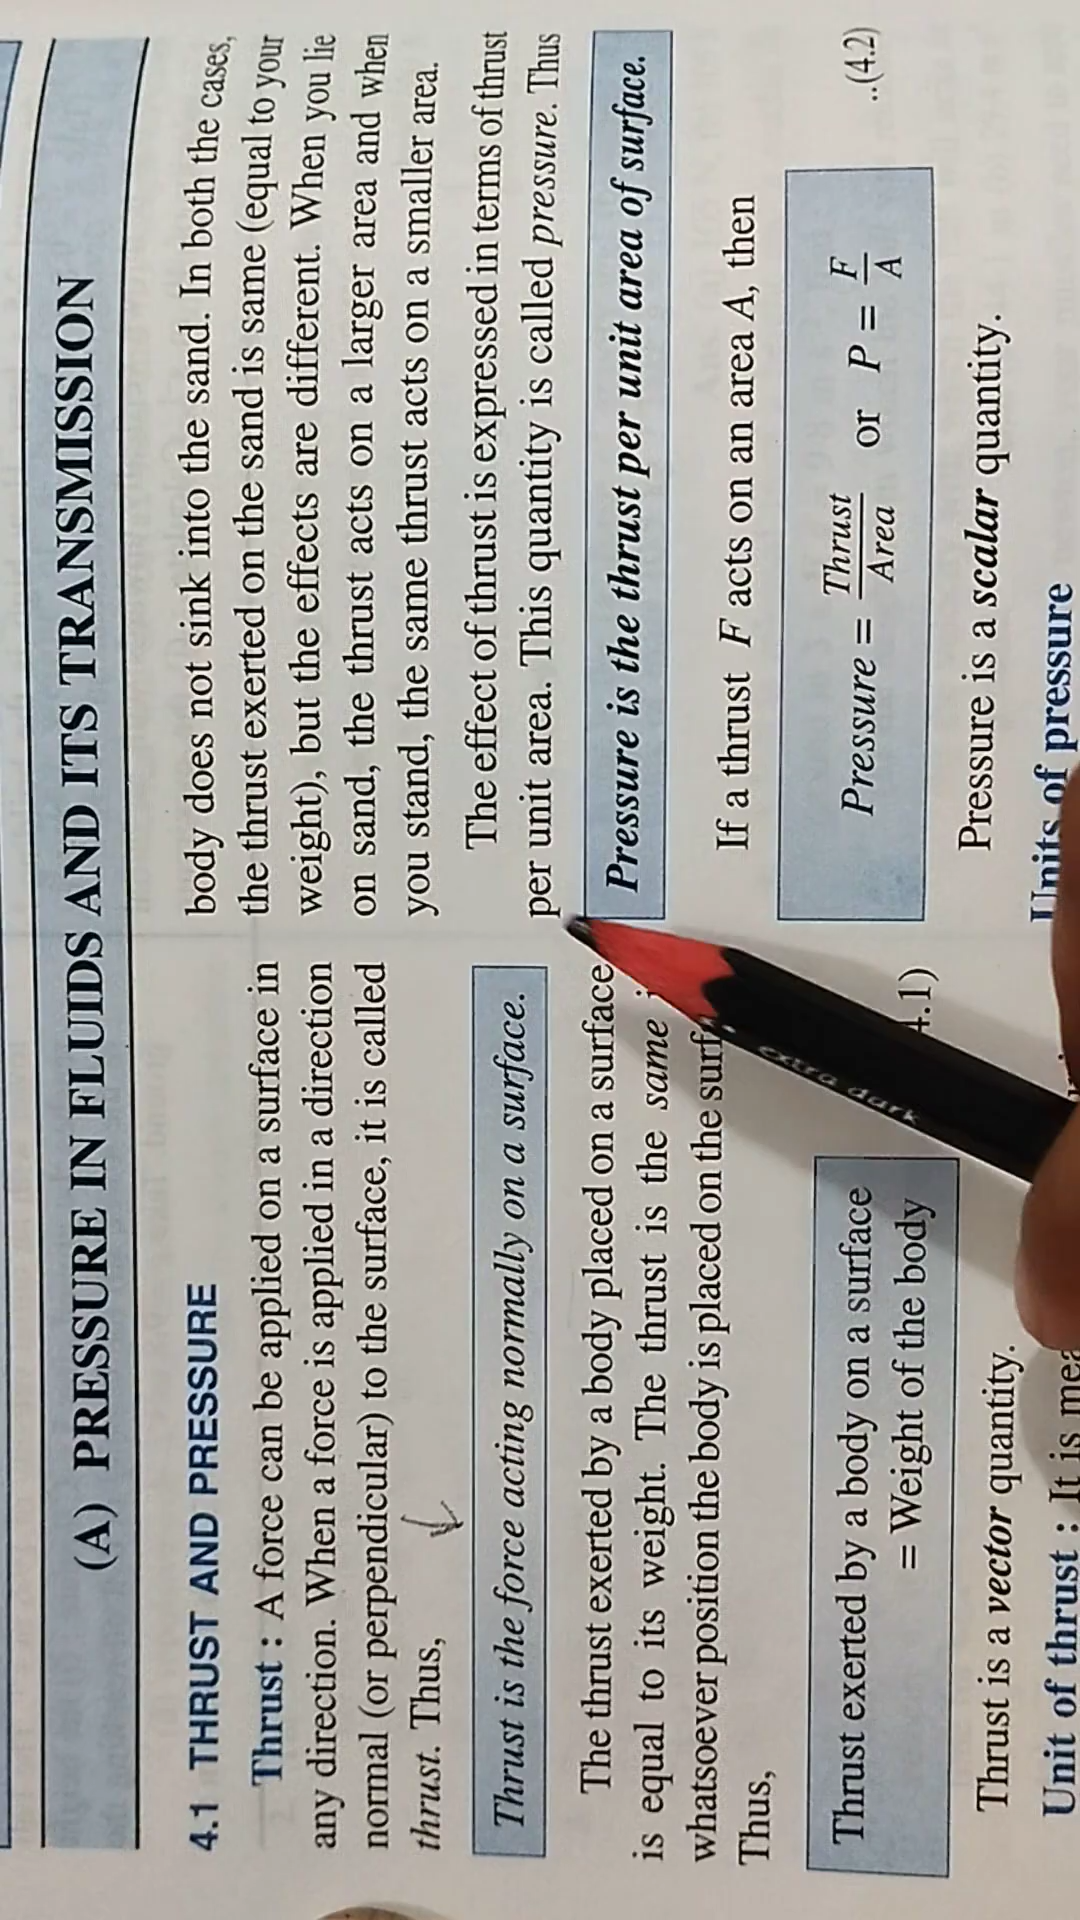 (A) PRESSURE IN FLUIDS AND ITS TRANSMISSION
4.1 THRUST AND PRESSURE
Thrust : A force can be applied on a surface in
any direction. When a force is applied in a direction
normal (or perpendicular) to the surface, it is called
thrust. Thus,
Thrust is the force acting normally on a surface.
The thrust exerted by a body placed on a surface
is equal to its weight. The thrust is the same
whatsoever position the body is placed on the
Thus,
Thrust exerted by a body on a surface
= Weight of the body
4.1)
Thrust is a vector quantity.
Unit of thrust : It is
body does not sink into the sand. In both the cases,
the thrust exerted on the sand is same (equal to your
weight), but the effects are different. When you lie
on sand, the thrust acts on a larger area and when
you stand, the same thrust acts on a smaller area.
The effect of thrust is expressed in terms of thrust
per unit area. This quantity is called pressure. Thus
Pressure is the thrust per unit area of surface.
If a thrust F acts on an area A, then
Pressure = Thrust / Area or P = F / A ..(4.2)
Pressure is a scalar quantity.
Units of pressure
extra dark